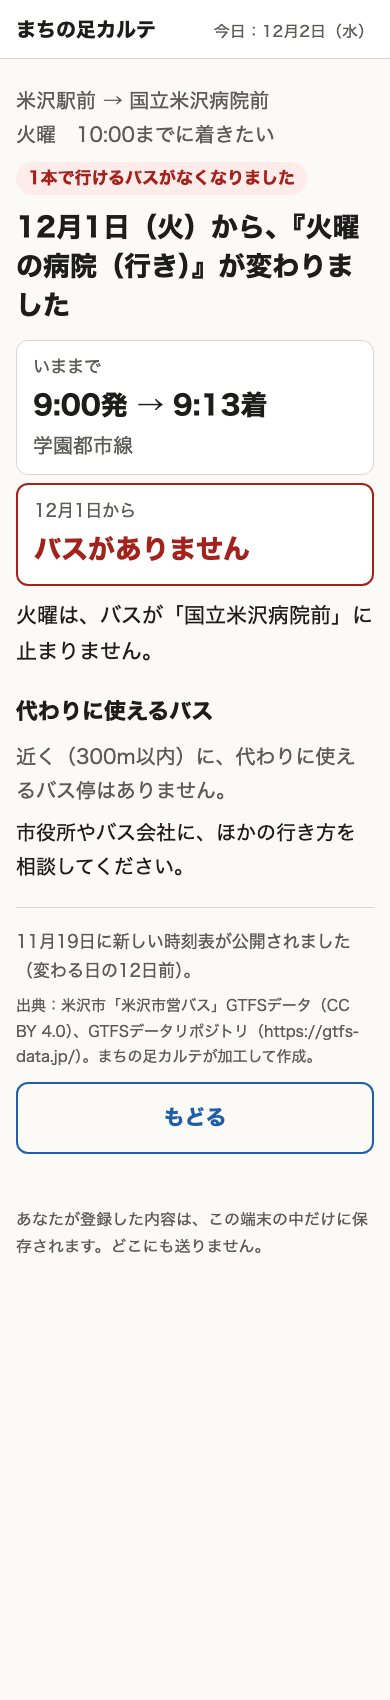 まちの足カルテ
今日：12月2日（水）
米沢駅前 → 国立米沢病院前
火曜　10:00までに着きたい
1本で行けるバスがなくなりました
12月1日（火）から、『火曜
の病院（行き）』が変わりま
した
いままで
9:00発 → 9:13着
学園都市線
12月1日から
バスがありません
火曜は、バスが「国立米沢病院前」に
止まりません。
代わりに使えるバス
近く（300m以内）に、代わりに使え
るバス停はありません。
市役所やバス会社に、ほかの行き方を
相談してください。
11月19日に新しい時刻表が公開されました
（変わる日の12日前）。
出典：米沢市「米沢市営バス」GTFSデータ（CC
BY 4.0）、GTFSデータリポジトリ（https://gtfs-
data.jp/）。まちの足カルテが加工して作成。
もどる
あなたが登録した内容は、この端末の中だけに保
存されます。どこにも送りません。